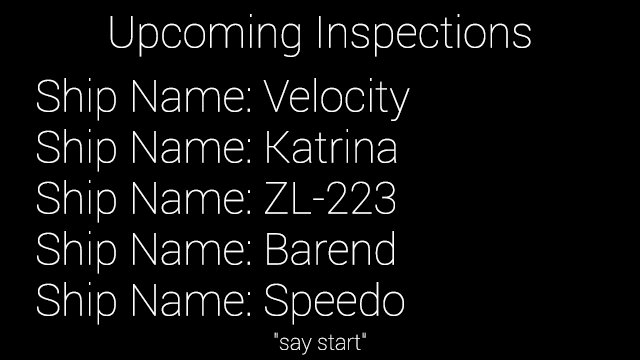 Upcoming Inspections
Ship Name: Velocity
Ship Name: Katrina
Ship Name: ZL-223
Ship Name: Barend
Ship Name: Speedo
"say start"